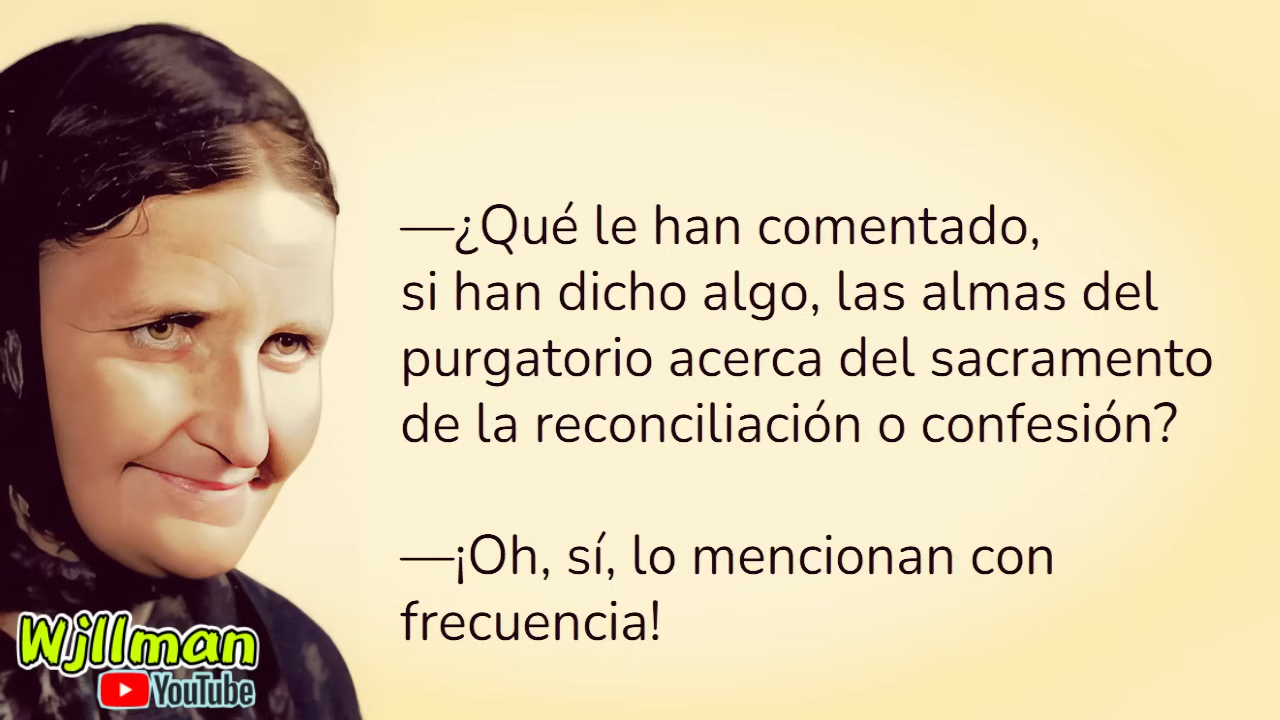 —¿Qué le han comentado,
si han dicho algo, las almas del
purgatorio acerca del sacramento
de la reconciliación o confesión?
—¡Oh, sí, lo mencionan con
frecuencia!
Wjllman
YouTube